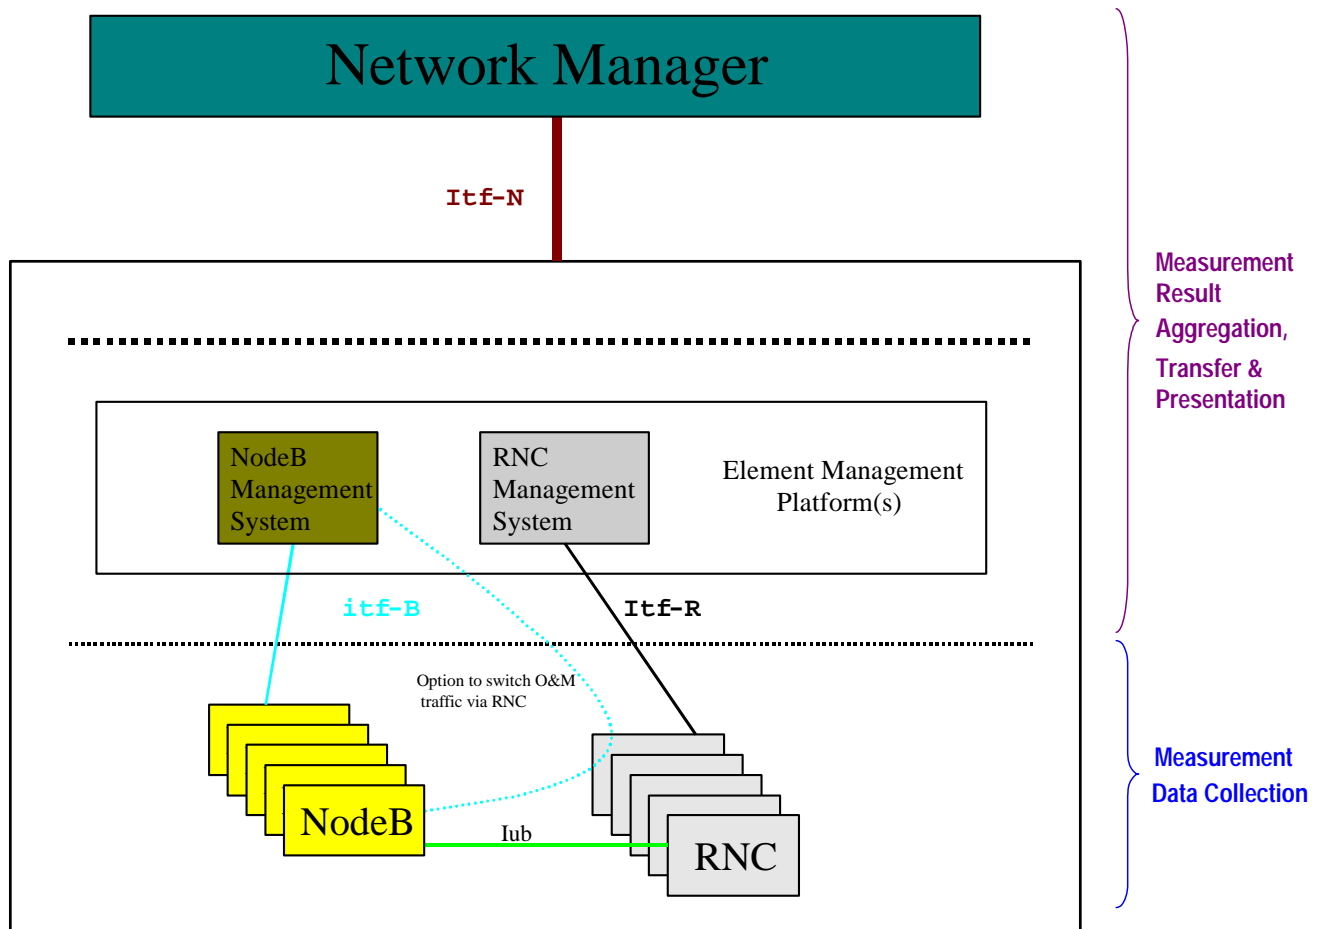 Network Manager
Itf-N
Measurement
Result
Aggregation,
Transfer &
Presentation
NodeB
Management
System
RNC
Management
System
Element Management
Platform(s)
itf-B
Itf-R
Option to switch O&M
traffic via RNC
Measurement
Data Collection
NodeB
Iub
RNC